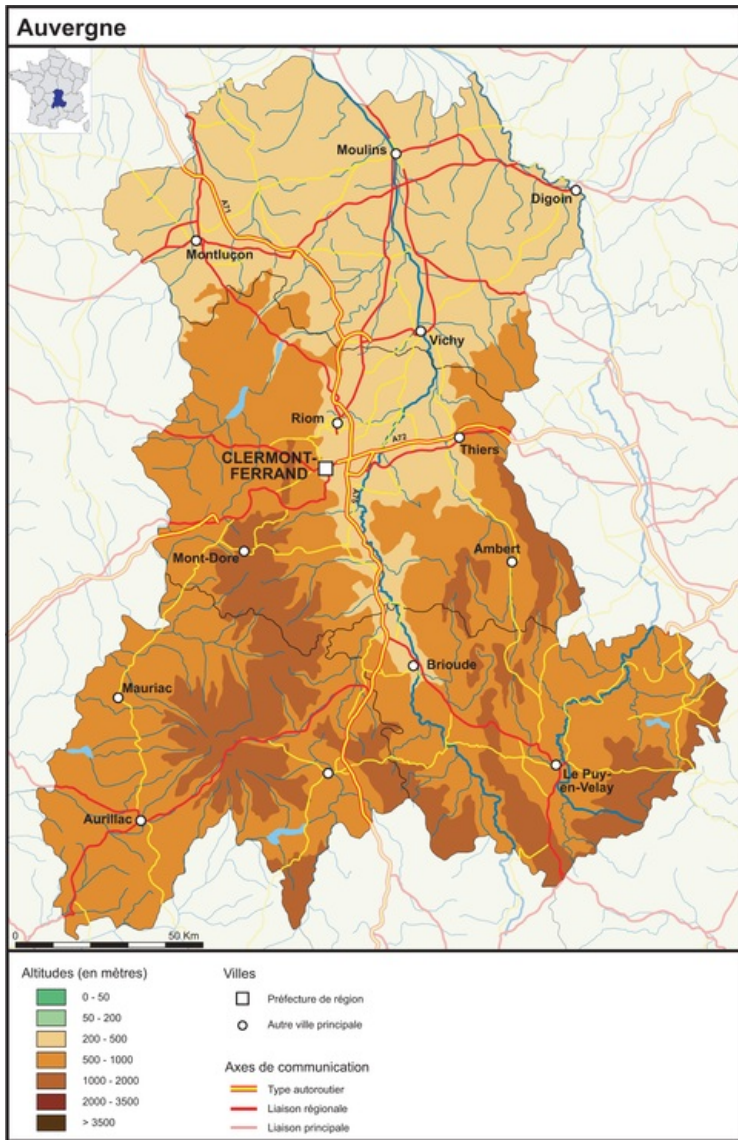 Auvergne
Moulins
Digoin
A71
Montluçon
Vichy
Riom
A72
CLERMONT-
FERRAND
Thiers
A75
Mont-Dore
Ambert
Brioude
Mauriac
Le Puy-
en-Velay
Aurillac
0
50 Km
Altitudes (en mètres)
0 - 50
50 - 200
200 - 500
500 - 1000
1000 - 2000
2000 - 3500
> 3500
Villes
Préfecture de région
Autre ville principale
Axes de communication
Type autoroutier
Liaison régionale
Liaison principale